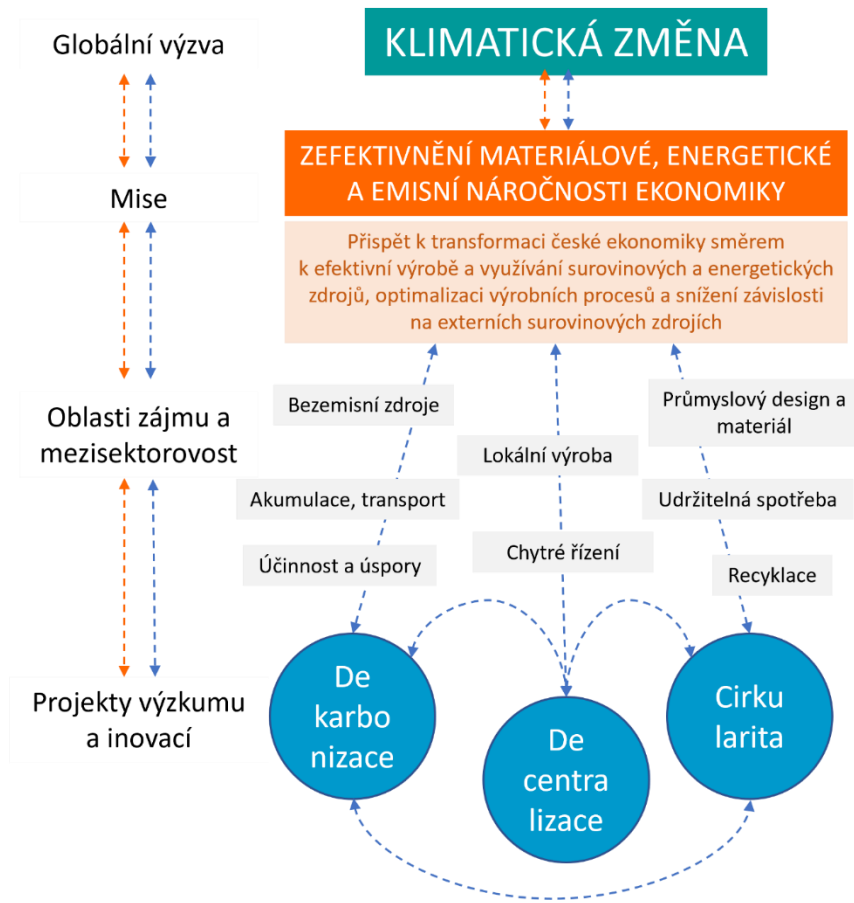 Globální výzva
KLIMATICKÁ ZMĚNA
ZEFEKTIVNĚNÍ MATERIÁLOVÉ, ENERGETICKÉ
A EMISNÍ NÁROČNOSTI EKONOMIKY
Mise
Přispět k transformaci české ekonomiky směrem
k efektivní výrobě a využívání surovinových a energetických
zdrojů, optimalizaci výrobních procesů a snížení závislosti
na externích surovinových zdrojích
Oblasti zájmu a
mezisektorovost
Bezemisní zdroje
Akumulace, transport
Účinnost a úspory
Lokální výroba
Chytré řízení
Průmyslový design a
materiál
Udržitelná spotřeba
Recyklace
Projekty výzkumu
a inovací
De
karbo
nizace
De
centra
lizace
Cirku
larita